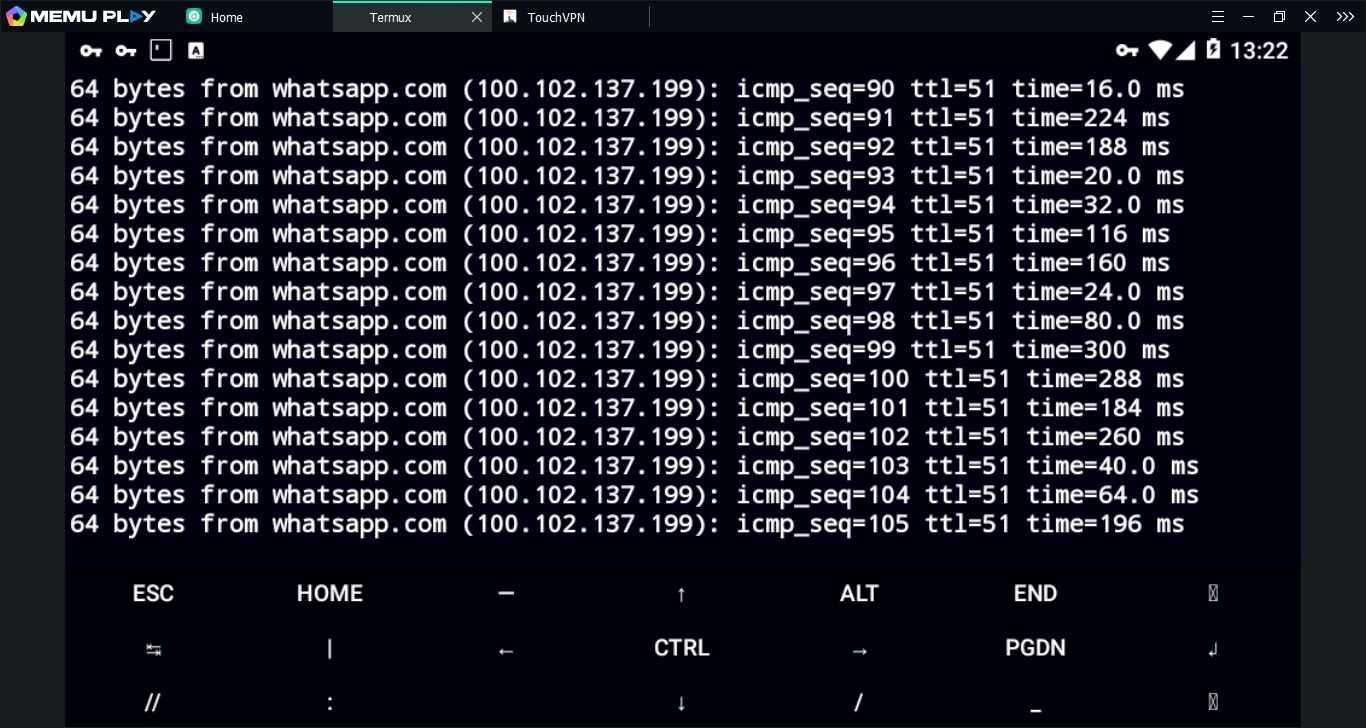 MEMU PLAY Home Termux TouchVPN
A 13:22
64 bytes from whatsapp.com (100.102.137.199): icmp_seq=90 ttl=51 time=16.0 ms
64 bytes from whatsapp.com (100.102.137.199): icmp_seq=91 ttl=51 time=224 ms
64 bytes from whatsapp.com (100.102.137.199): icmp_seq=92 ttl=51 time=188 ms
64 bytes from whatsapp.com (100.102.137.199): icmp_seq=93 ttl=51 time=20.0 ms
64 bytes from whatsapp.com (100.102.137.199): icmp_seq=94 ttl=51 time=32.0 ms
64 bytes from whatsapp.com (100.102.137.199): icmp_seq=95 ttl=51 time=116 ms
64 bytes from whatsapp.com (100.102.137.199): icmp_seq=96 ttl=51 time=160 ms
64 bytes from whatsapp.com (100.102.137.199): icmp_seq=97 ttl=51 time=24.0 ms
64 bytes from whatsapp.com (100.102.137.199): icmp_seq=98 ttl=51 time=80.0 ms
64 bytes from whatsapp.com (100.102.137.199): icmp_seq=99 ttl=51 time=300 ms
64 bytes from whatsapp.com (100.102.137.199): icmp_seq=100 ttl=51 time=288 ms
64 bytes from whatsapp.com (100.102.137.199): icmp_seq=101 ttl=51 time=184 ms
64 bytes from whatsapp.com (100.102.137.199): icmp_seq=102 ttl=51 time=260 ms
64 bytes from whatsapp.com (100.102.137.199): icmp_seq=103 ttl=51 time=40.0 ms
64 bytes from whatsapp.com (100.102.137.199): icmp_seq=104 ttl=51 time=64.0 ms
64 bytes from whatsapp.com (100.102.137.199): icmp_seq=105 ttl=51 time=196 ms
ESC HOME — ↑ ALT END
↹ | ← CTRL → PGDN ↲
// : ↓ / _